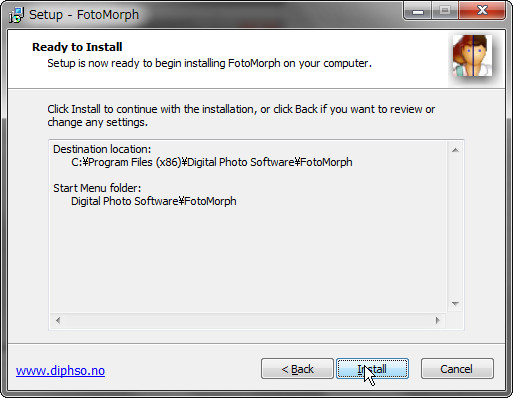 Setup - FotoMorph
Ready to Install
Setup is now ready to begin installing FotoMorph on your computer.
Click Install to continue with the installation, or click Back if you want to review or
change any settings.
Destination location:
C:¥Program Files (x86)¥Digital Photo Software¥FotoMorph
Start Menu folder:
Digital Photo Software¥FotoMorph
www.diphso.no
< Back
Install
Cancel